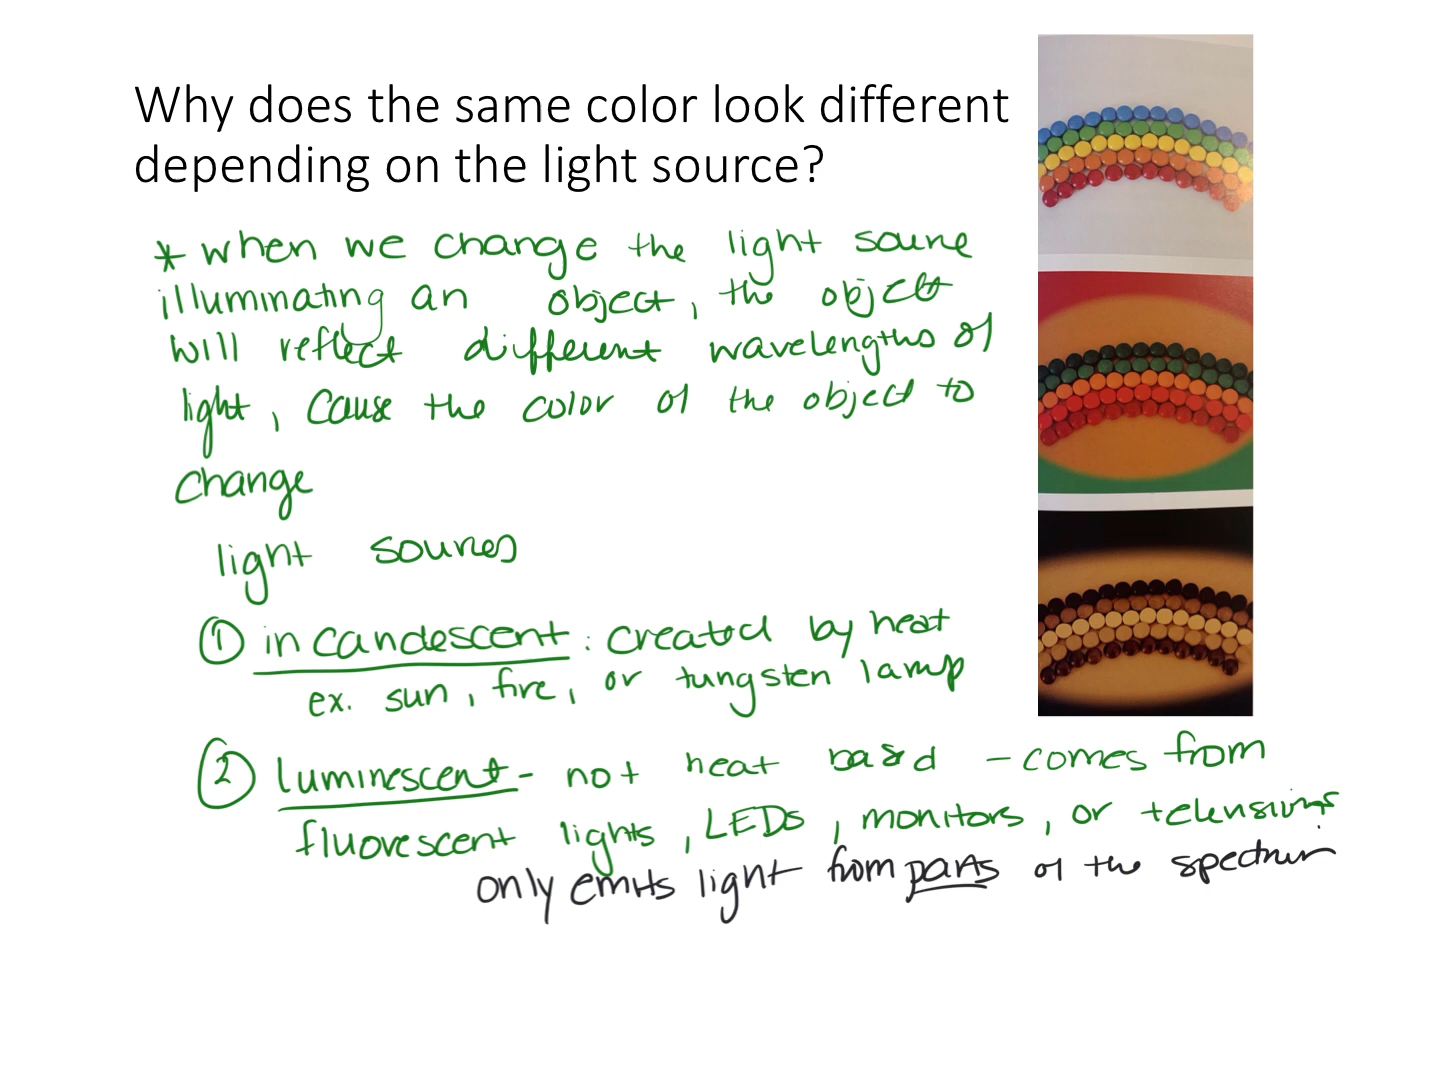 Why does the same color look different
depending on the light source?
* when we change the light source
illuminating an object, the object
will reflect different wavelengths of
light, cause the color of the object to
change
light sources
① incandescent : created by heat
ex. sun, fire, or tungsten lamp
② luminescent - not heat based - comes from
fluorescent lights, LEDs, monitors, or televisions
only emits light from parts of the spectrum